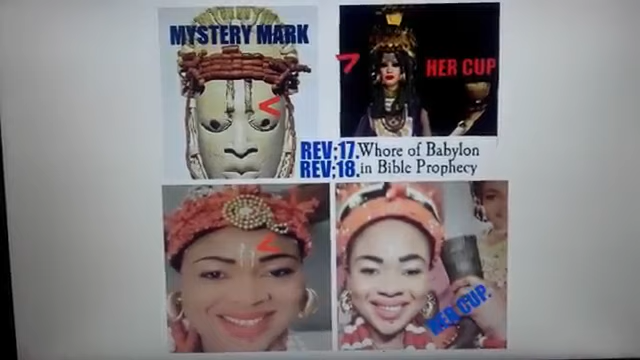 MYSTERY MARK
HER CUP
REV;17.Whore of Babylon
REV;18.in Bible Prophecy
HER CUP.